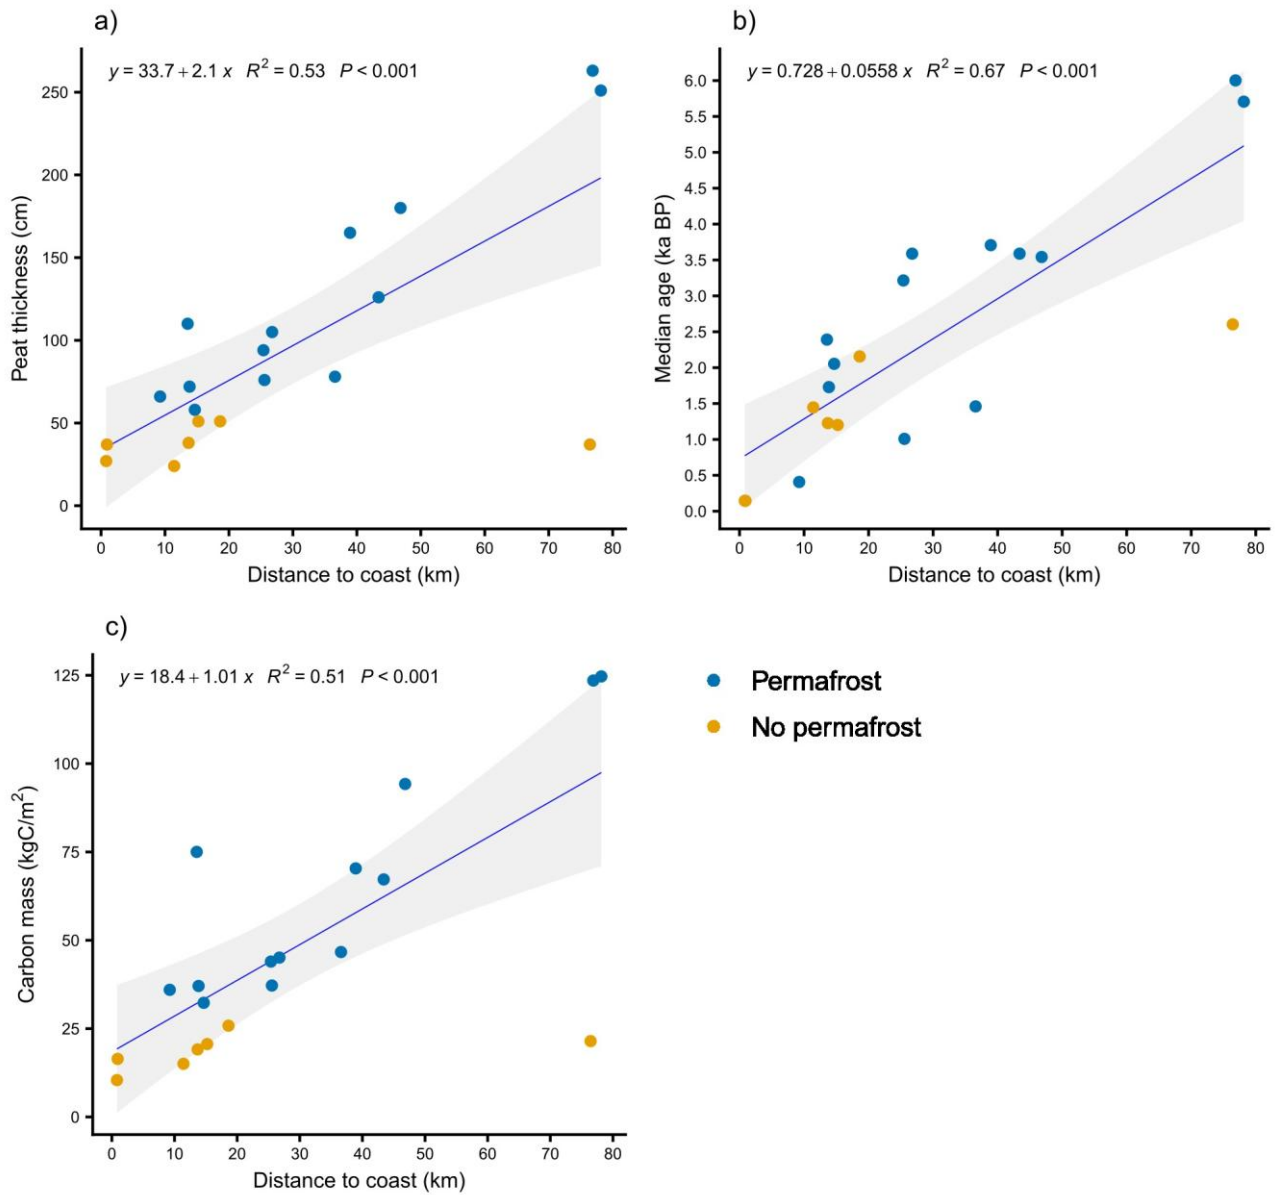 a)
y = 33.7 + 2.1 x R² = 0.53 P < 0.001
250
200
150
100
50
0
Peat thickness (cm)
0 10 20 30 40 50 60 70 80
Distance to coast (km)
b)
y = 0.728 + 0.0558 x R² = 0.67 P < 0.001
6.0
5.5
5.0
4.5
4.0
3.5
3.0
2.5
2.0
1.5
1.0
0.5
0.0
Median age (ka BP)
0 10 20 30 40 50 60 70 80
Distance to coast (km)
c)
y = 18.4 + 1.01 x R² = 0.51 P < 0.001
125
100
75
50
25
0
Carbon mass (kgC/m²)
0 10 20 30 40 50 60 70 80
Distance to coast (km)
Permafrost
No permafrost